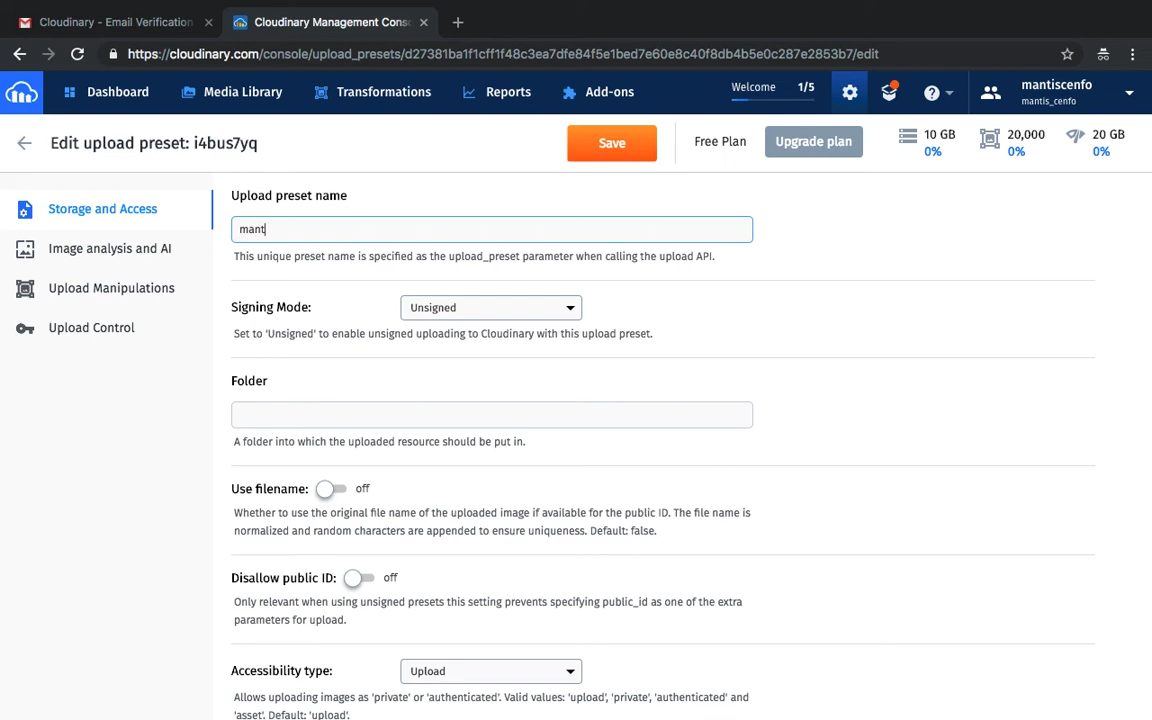 Cloudinary - Email Verification
Cloudinary Management Conso
https://cloudinary.com/console/upload_presets/d27381ba1f1cff1f48c3ea7dfe84f5e1bed7e60e8c40f8db4b5e0c287e2853b7/edit
Dashboard
Media Library
Transformations
Reports
Add-ons
Welcome 1/5
mantiscenfo
mantis_cenfo
Edit upload preset: i4bus7yq
Save
Free Plan
Upgrade plan
10 GB
0%
20,000
0%
20 GB
0%
Storage and Access
Image analysis and AI
Upload Manipulations
Upload Control
Upload preset name
mant
This unique preset name is specified as the upload_preset parameter when calling the upload API.
Signing Mode: Unsigned
Set to 'Unsigned' to enable unsigned uploading to Cloudinary with this upload preset.
Folder
A folder into which the uploaded resource should be put in.
Use filename: off
Whether to use the original file name of the uploaded image if available for the public ID. The file name is
normalized and random characters are appended to ensure uniqueness. Default: false.
Disallow public ID: off
Only relevant when using unsigned presets this setting prevents specifying public_id as one of the extra
parameters for upload.
Accessibility type: Upload
Allows uploading images as 'private' or 'authenticated'. Valid values: 'upload', 'private', 'authenticated' and
'asset'. Default: 'upload'.